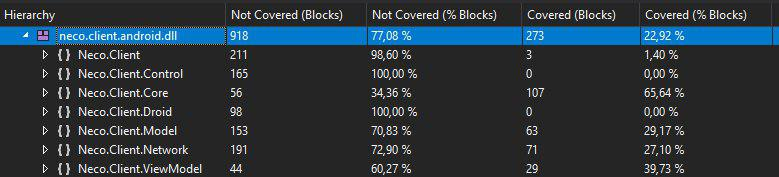 Hierarchy Not Covered (Blocks) Not Covered (% Blocks) Covered (Blocks) Covered (% Blocks)
neco.client.android.dll 918 77,08 % 273 22,92 %
{ } Neco.Client 211 98,60 % 3 1,40 %
{ } Neco.Client.Control 165 100,00 % 0 0,00 %
{ } Neco.Client.Core 56 34,36 % 107 65,64 %
{ } Neco.Client.Droid 98 100,00 % 0 0,00 %
{ } Neco.Client.Model 153 70,83 % 63 29,17 %
{ } Neco.Client.Network 191 72,90 % 71 27,10 %
{ } Neco.Client.ViewModel 44 60,27 % 29 39,73 %